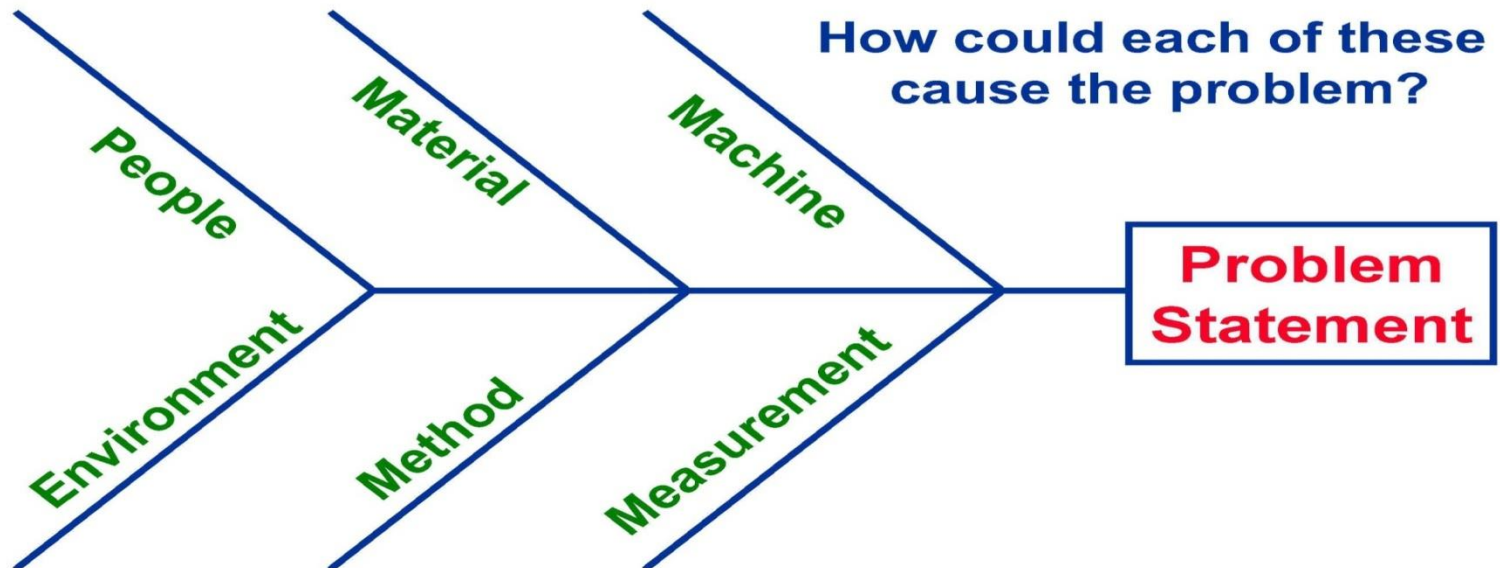 How could each of these
cause the problem?
People
Material
Machine
Problem
Statement
Environment
Method
Measurement